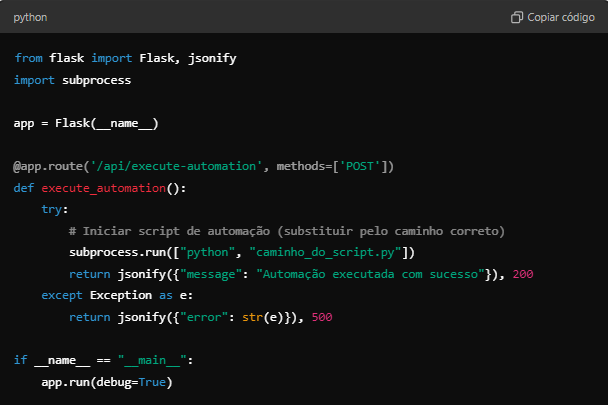 python
Copiar código
from flask import Flask, jsonify
import subprocess
app = Flask(__name__)
@app.route('/api/execute-automation', methods=['POST'])
def execute_automation():
    try:
        # Iniciar script de automação (substituir pelo caminho correto)
        subprocess.run(["python", "caminho_do_script.py"])
        return jsonify({"message": "Automação executada com sucesso"}), 200
    except Exception as e:
        return jsonify({"error": str(e)}), 500
if __name__ == "__main__":
    app.run(debug=True)